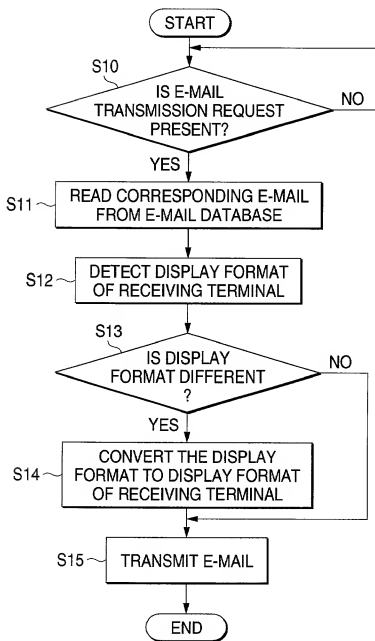 START
S10
IS E-MAIL
TRANSMISSION REQUEST
PRESENT?
NO
YES
S11
READ CORRESPONDING E-MAIL
FROM E-MAIL DATABASE
S12
DETECT DISPLAY FORMAT
OF RECEIVING TERMINAL
S13
IS DISPLAY
FORMAT DIFFERENT
?
NO
YES
S14
CONVERT THE DISPLAY
FORMAT TO DISPLAY FORMAT
OF RECEIVING TERMINAL
S15
TRANSMIT E-MAIL
END